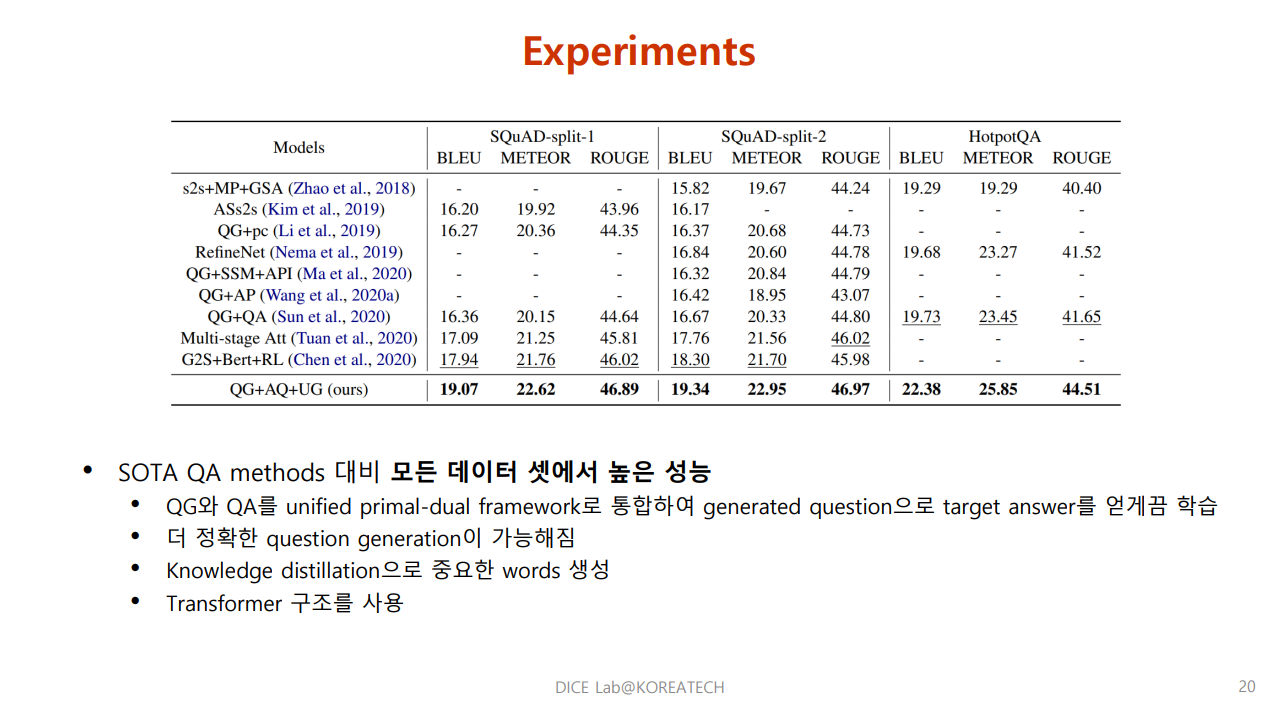 Experiments
Models SQuAD-split-1 SQuAD-split-2 HotpotQA
BLEU METEOR ROUGE BLEU METEOR ROUGE BLEU METEOR ROUGE
s2s+MP+GSA (Zhao et al., 2018) - - - 15.82 19.67 44.24 19.29 19.29 40.40
ASs2s (Kim et al., 2019) 16.20 19.92 43.96 16.17 - - - - -
QG+pc (Li et al., 2019) 16.27 20.36 44.35 16.37 20.68 44.73 - - -
RefineNet (Nema et al., 2019) - - - 16.84 20.60 44.78 19.68 23.27 41.52
QG+SSM+API (Ma et al., 2020) - - - 16.32 20.84 44.79 - - -
QG+AP (Wang et al., 2020a) - - - 16.42 18.95 43.07 - - -
QG+QA (Sun et al., 2020) 16.36 20.15 44.64 16.67 20.33 44.80 19.73 23.45 41.65
Multi-stage Att (Tuan et al., 2020) 17.09 21.25 45.81 17.76 21.56 46.02 - - -
G2S+Bert+RL (Chen et al., 2020) 17.94 21.76 46.02 18.30 21.70 45.98 - - -
QG+AQ+UG (ours) 19.07 22.62 46.89 19.34 22.95 46.97 22.38 25.85 44.51
• SOTA QA methods 대비 모든 데이터 셋에서 높은 성능
• QG와 QA를 unified primal-dual framework로 통합하여 generated question으로 target answer를 얻게끔 학습
• 더 정확한 question generation이 가능해짐
• Knowledge distillation으로 중요한 words 생성
• Transformer 구조를 사용
DICE Lab@KOREATECH
20